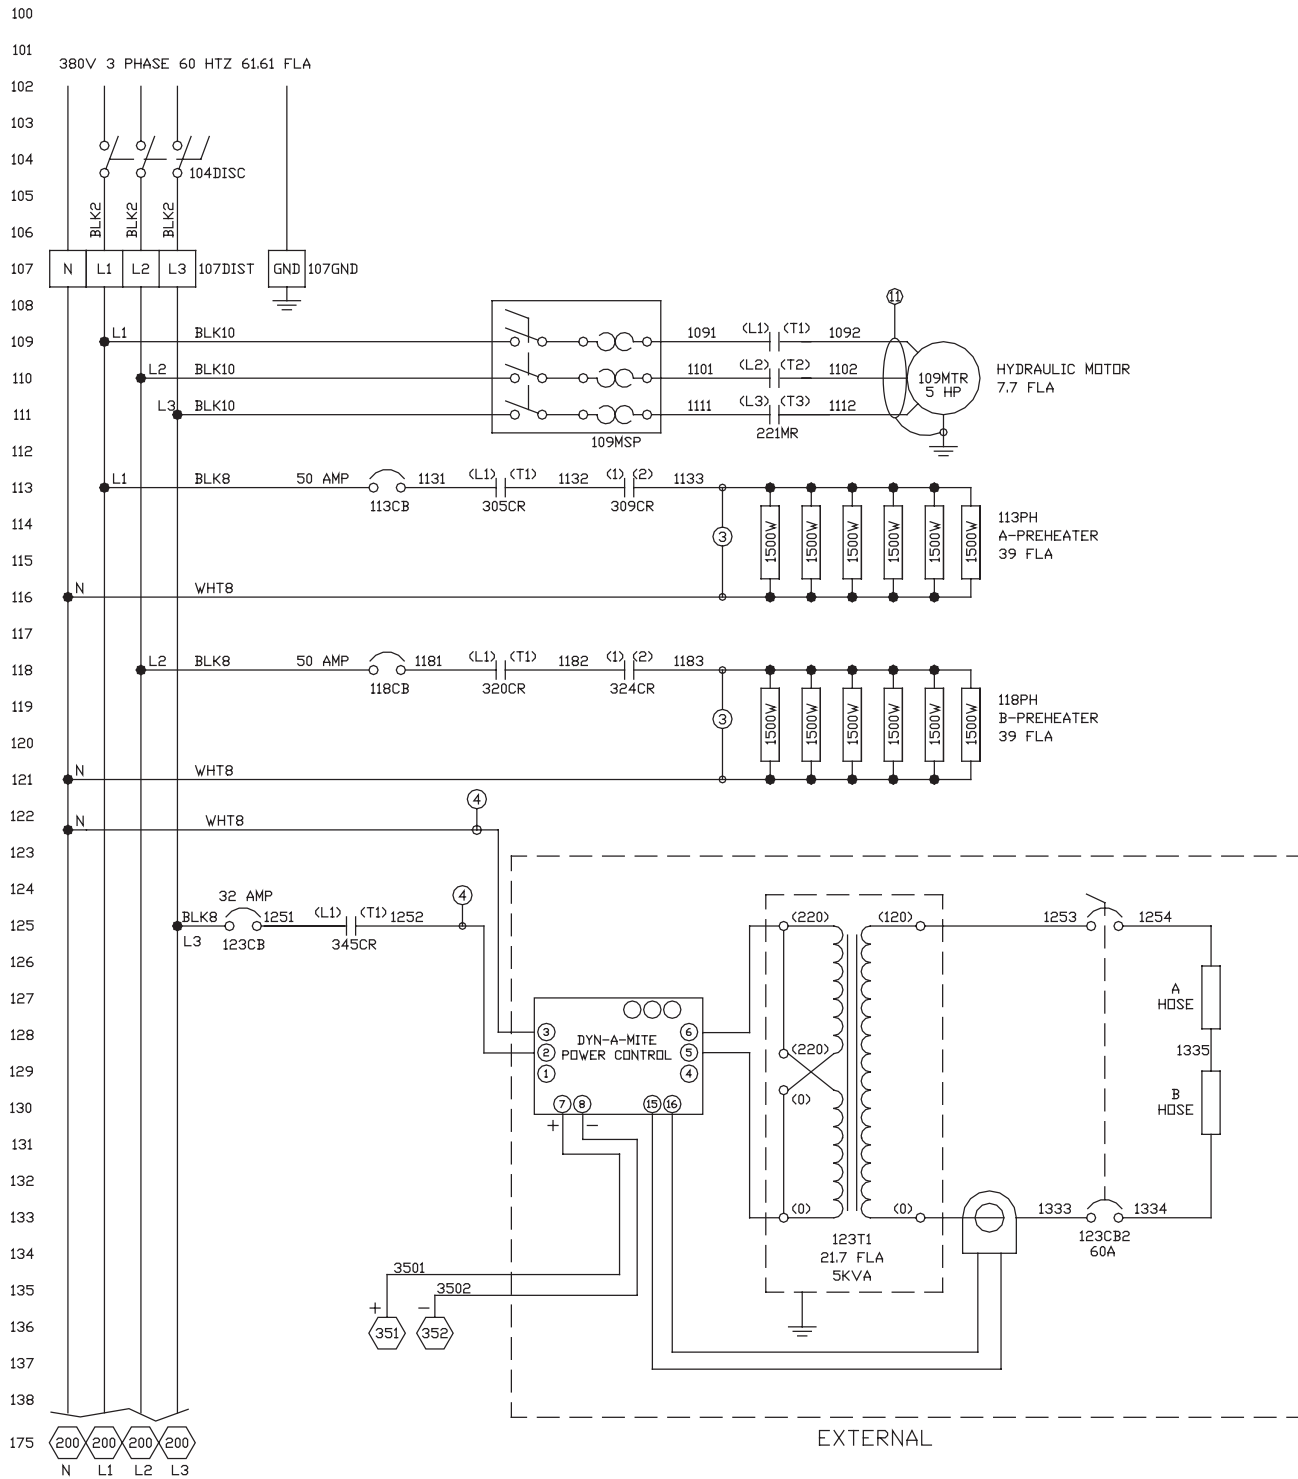 100
101
380V 3 PHASE 60 HTZ 61.61 FLA
102
103
104
104DISC
105
BLK2 BLK2 BLK2
106
107 N L1 L2 L3 107DIST GND 107GND
108
11
109 L1 BLK10 1091 (L1) (T1) 1092
110 L2 BLK10 1101 (L2) (T2) 1102
109MTR
5 HP
HYDRAULIC MOTOR
7.7 FLA
111 L3 BLK10 1111 (L3) (T3) 1112
221MR
109MSP
112
113 L1 BLK8 50 AMP 1131 (L1) (T1) 1132 (1) (2) 1133
113CB 305CR 309CR
114
3
1500W 1500W 1500W 1500W 1500W 1500W
113PH
A-PREHEATER
39 FLA
115
116 N WHT8
117
118 L2 BLK8 50 AMP 1181 (L1) (T1) 1182 (1) (2) 1183
118CB 320CR 324CR
119
3
1500W 1500W 1500W 1500W 1500W 1500W
118PH
B-PREHEATER
39 FLA
120
121 N WHT8
122 N WHT8 4
123
124
32 AMP 4
125 BLK8 1251 (L1) (T1) 1252 (220) (120) 1253 1254
L3 123CB 345CR
126
127
A
HOSE
128 3 DYN-A-MITE 6
2 POWER CONTROL 5 (220) 1335
129 1 4
130 7 8 15 16 (0)
B
HOSE
+ −
131
132
133 (0) (0) 1333 1334
123T1
21.7 FLA
5KVA
123CB2
60A
134
3501
135 3502
+ −
136 351 352
137
138
EXTERNAL
175 200 200 200 200
N L1 L2 L3